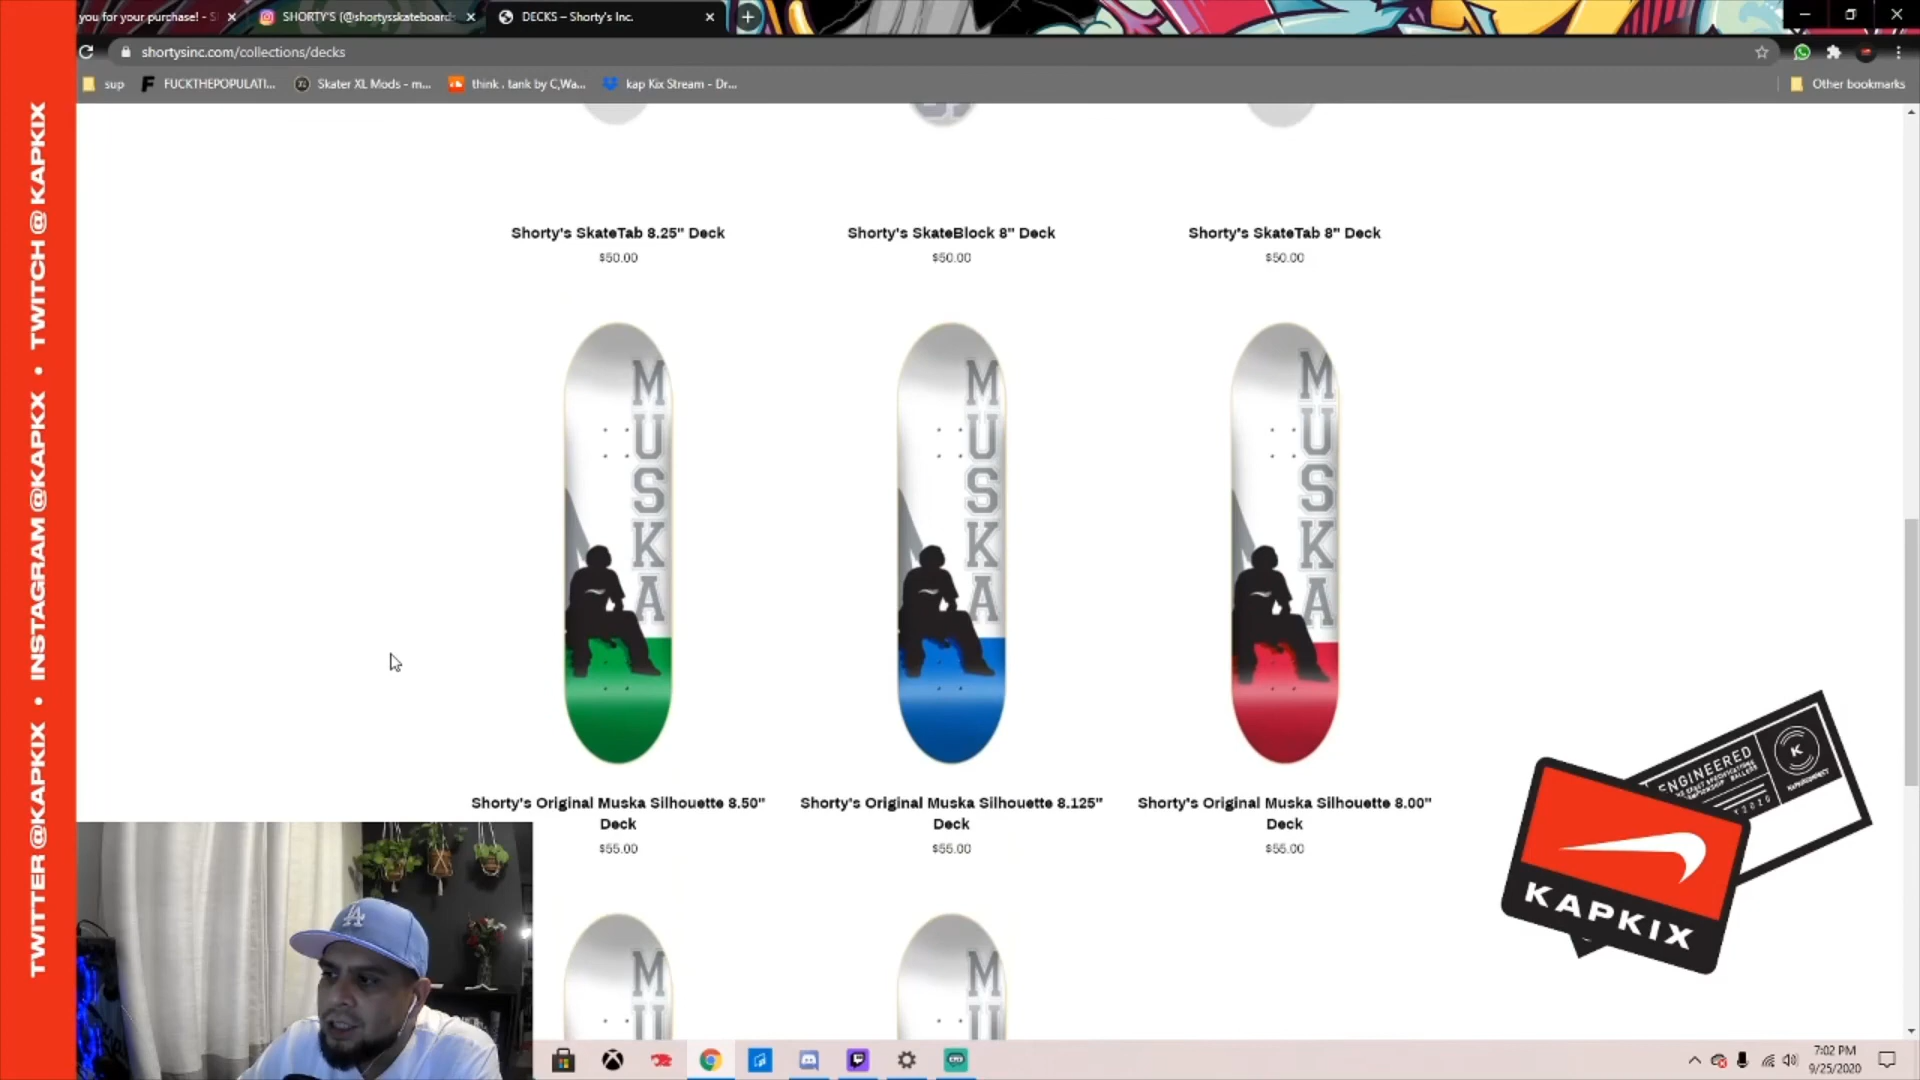 you for your purchase! - S
SHORTY'S (@shortysskateboard
DECKS – Shorty's Inc.
shortysinc.com/collections/decks
sup
FUCKTHEPOPULATI...
Skater XL Mods - m...
think . tank by C,Wa...
kap Kix Stream - Dr...
Other bookmarks
TWITTER @KAPKIX • INSTAGRAM @KAPKX • TWITCH @KAPKIX
Shorty's SkateTab 8.25" Deck
$50.00
Shorty's SkateBlock 8" Deck
$50.00
Shorty's SkateTab 8" Deck
$50.00
MUSKA
MUSKA
MUSKA
Shorty's Original Muska Silhouette 8.50"
Deck
$55.00
Shorty's Original Muska Silhouette 8.125"
Deck
$55.00
Shorty's Original Muska Silhouette 8.00"
Deck
$55.00
MU
MU
LA
ENGINEERED
K
KAPKIX
7:02 PM
9/25/2020